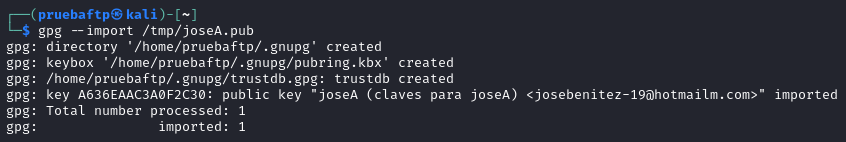 ┌──(pruebaftp㉿kali)-[~]
└─$ gpg --import /tmp/joseA.pub
gpg: directory '/home/pruebaftp/.gnupg' created
gpg: keybox '/home/pruebaftp/.gnupg/pubring.kbx' created
gpg: /home/pruebaftp/.gnupg/trustdb.gpg: trustdb created
gpg: key A636EAAC3A0F2C30: public key "joseA (claves para joseA) <josebenitez-19@hotmailm.com>" imported
gpg: Total number processed: 1
gpg:               imported: 1